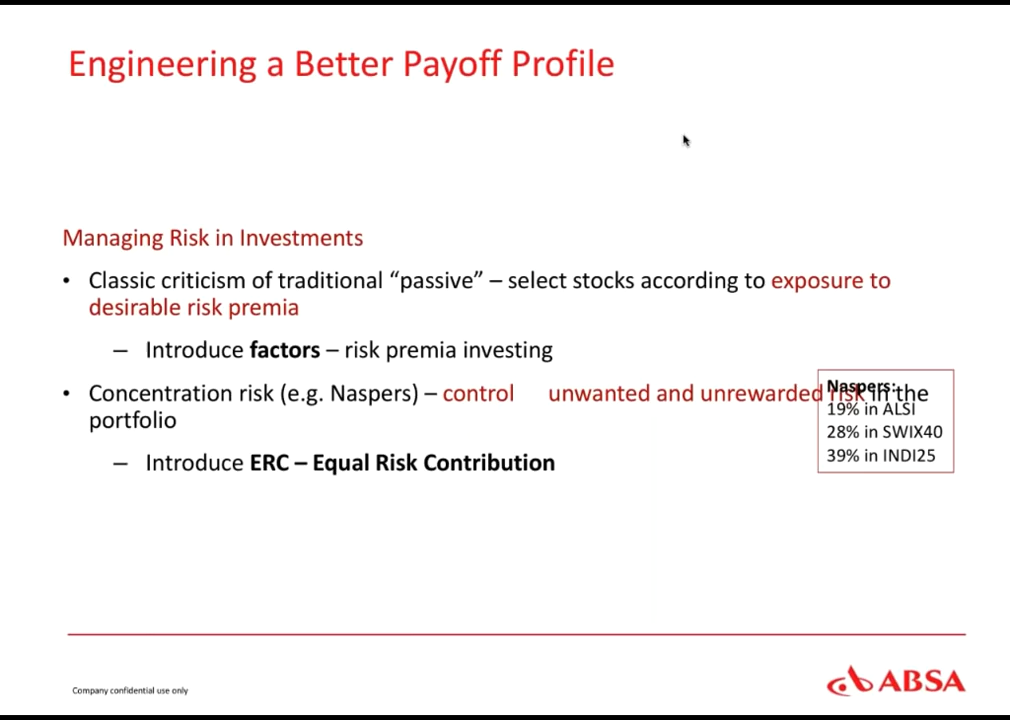 Engineering a Better Payoff Profile
Managing Risk in Investments
• Classic criticism of traditional “passive” – select stocks according to exposure to
desirable risk premia
– Introduce factors – risk premia investing
• Concentration risk (e.g. Naspers) – control unwanted and unrewarded risk in the
portfolio
– Introduce ERC – Equal Risk Contribution
Naspers:
19% in ALSI
28% in SWIX40
39% in INDI25
Company confidential use only
ABSA